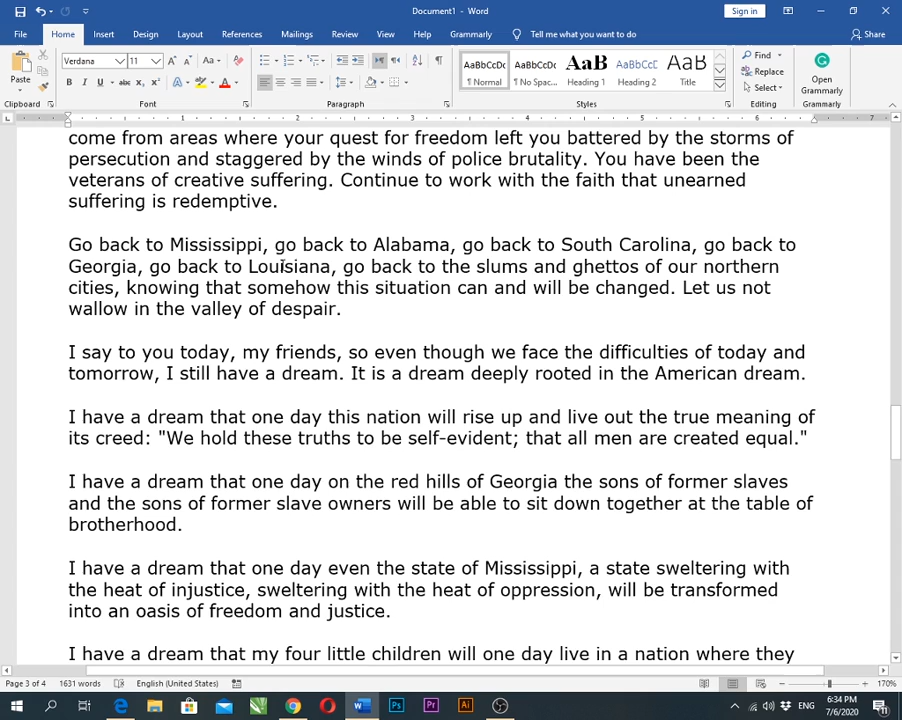 Document1 - Word
Sign in
File Home Insert Design Layout References Mailings Review View Help Grammarly Tell me what you want to do Share
Verdana 11 Aa
Paste
B I U abc x₂ x² A A
AaBbCcDc AaBbCcDc AaBb AaBbCcD AaB
¶ Normal ¶ No Spac... Heading 1 Heading 2 Title
Find
Replace
Select
Open
Grammarly
Clipboard Font Paragraph Styles Editing Grammarly
1 2 3 4 5 6 7
come from areas where your quest for freedom left you battered by the storms of
persecution and staggered by the winds of police brutality. You have been the
veterans of creative suffering. Continue to work with the faith that unearned
suffering is redemptive.
Go back to Mississippi, go back to Alabama, go back to South Carolina, go back to
Georgia, go back to Louisiana, go back to the slums and ghettos of our northern
cities, knowing that somehow this situation can and will be changed. Let us not
wallow in the valley of despair.
I say to you today, my friends, so even though we face the difficulties of today and
tomorrow, I still have a dream. It is a dream deeply rooted in the American dream.
I have a dream that one day this nation will rise up and live out the true meaning of
its creed: "We hold these truths to be self-evident; that all men are created equal."
I have a dream that one day on the red hills of Georgia the sons of former slaves
and the sons of former slave owners will be able to sit down together at the table of
brotherhood.
I have a dream that one day even the state of Mississippi, a state sweltering with
the heat of injustice, sweltering with the heat of oppression, will be transformed
into an oasis of freedom and justice.
I have a dream that my four little children will one day live in a nation where they
Page 3 of 4 1631 words English (United States) 170%
Ps Pr Ai ENG 6:34 PM
7/6/2020